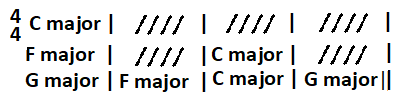 4/4 C major | //// | //// | //// |
F major | //// | C major | //// |
G major | F major | C major | G major ||